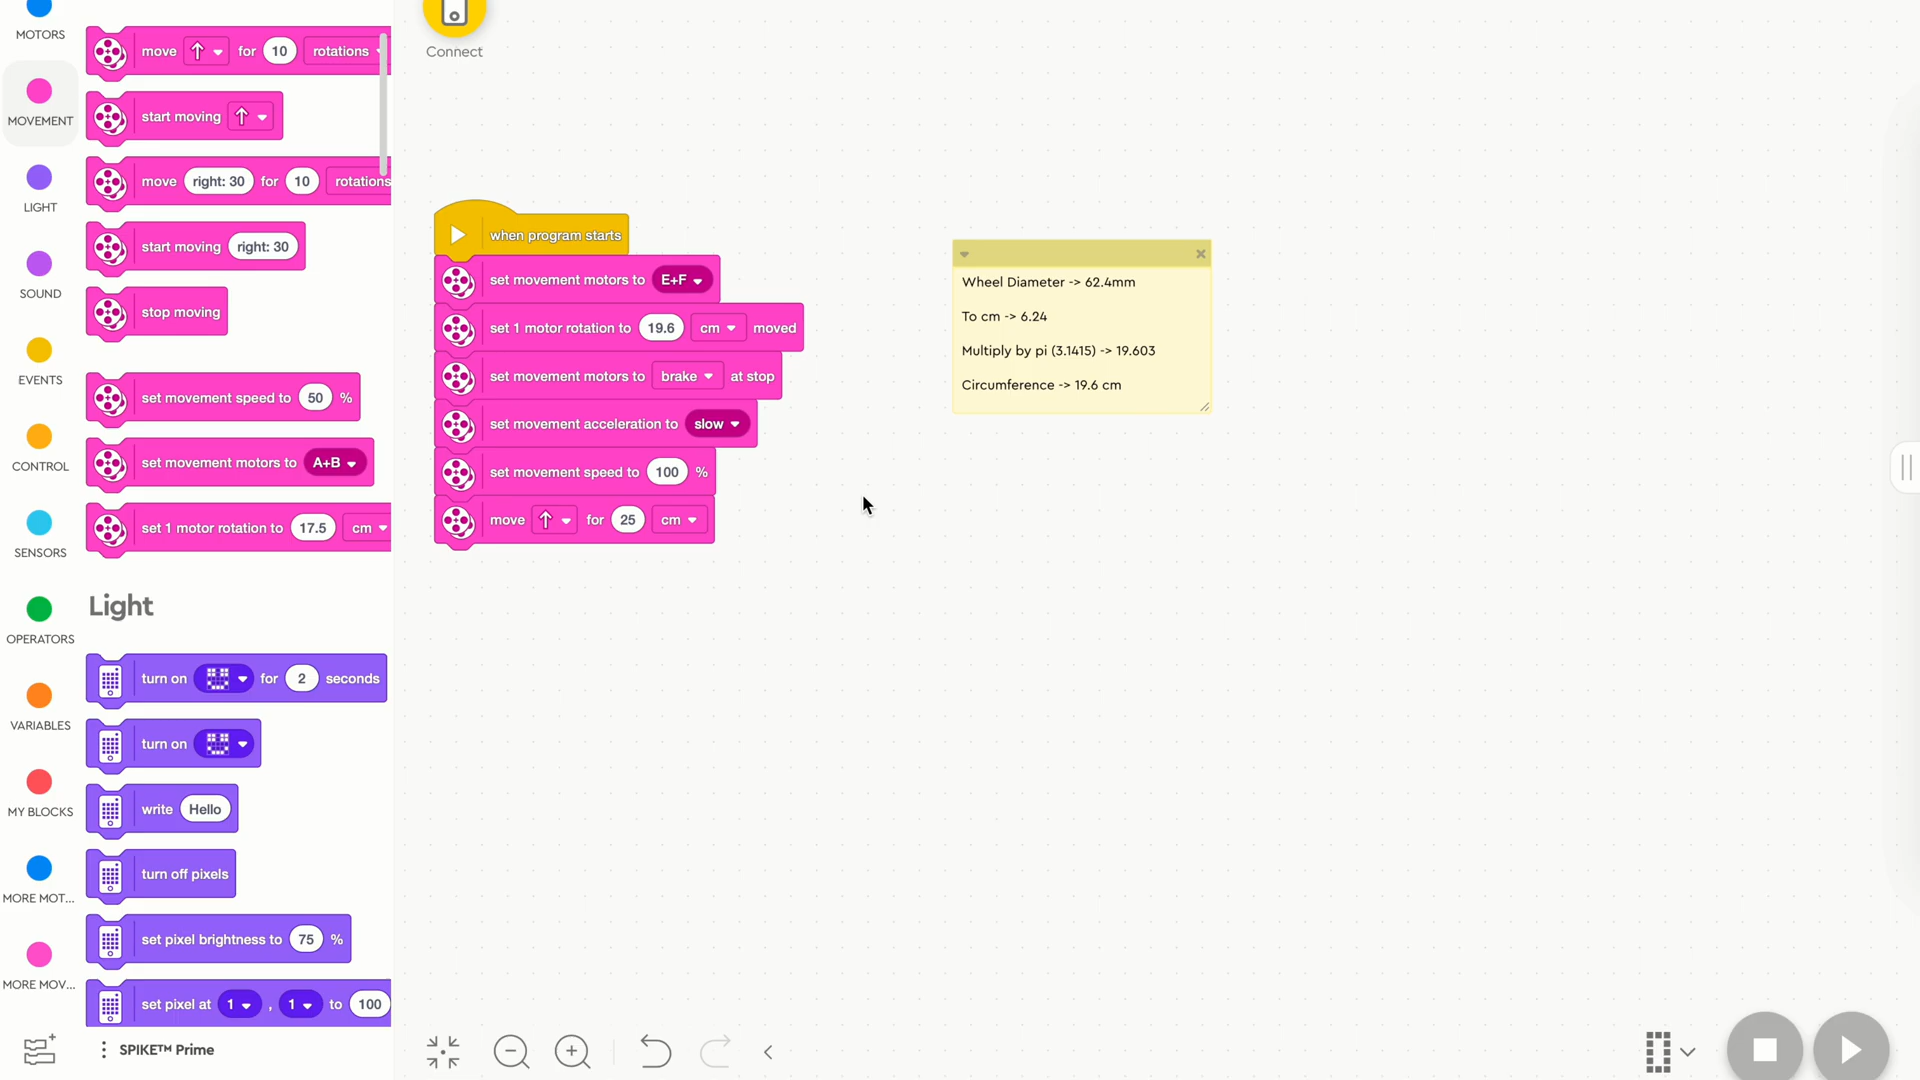 MOTORS
MOVEMENT
LIGHT
SOUND
EVENTS
CONTROL
SENSORS
OPERATORS
VARIABLES
MY BLOCKS
MORE MOT...
MORE MOV...
move for 10 rotations
start moving
move right: 30 for 10 rotations
start moving right: 30
stop moving
set movement speed to 50 %
set movement motors to A+B
set 1 motor rotation to 17.5 cm
Light
turn on for 2 seconds
turn on
write Hello
turn off pixels
set pixel brightness to 75 %
set pixel at 1 , 1 to 100
SPIKE™ Prime
Connect
when program starts
set movement motors to E+F
set 1 motor rotation to 19.6 cm moved
set movement motors to brake at stop
set movement acceleration to slow
set movement speed to 100 %
move for 25 cm
Wheel Diameter -> 62.4mm
To cm -> 6.24
Multiply by pi (3.1415) -> 19.603
Circumference -> 19.6 cm